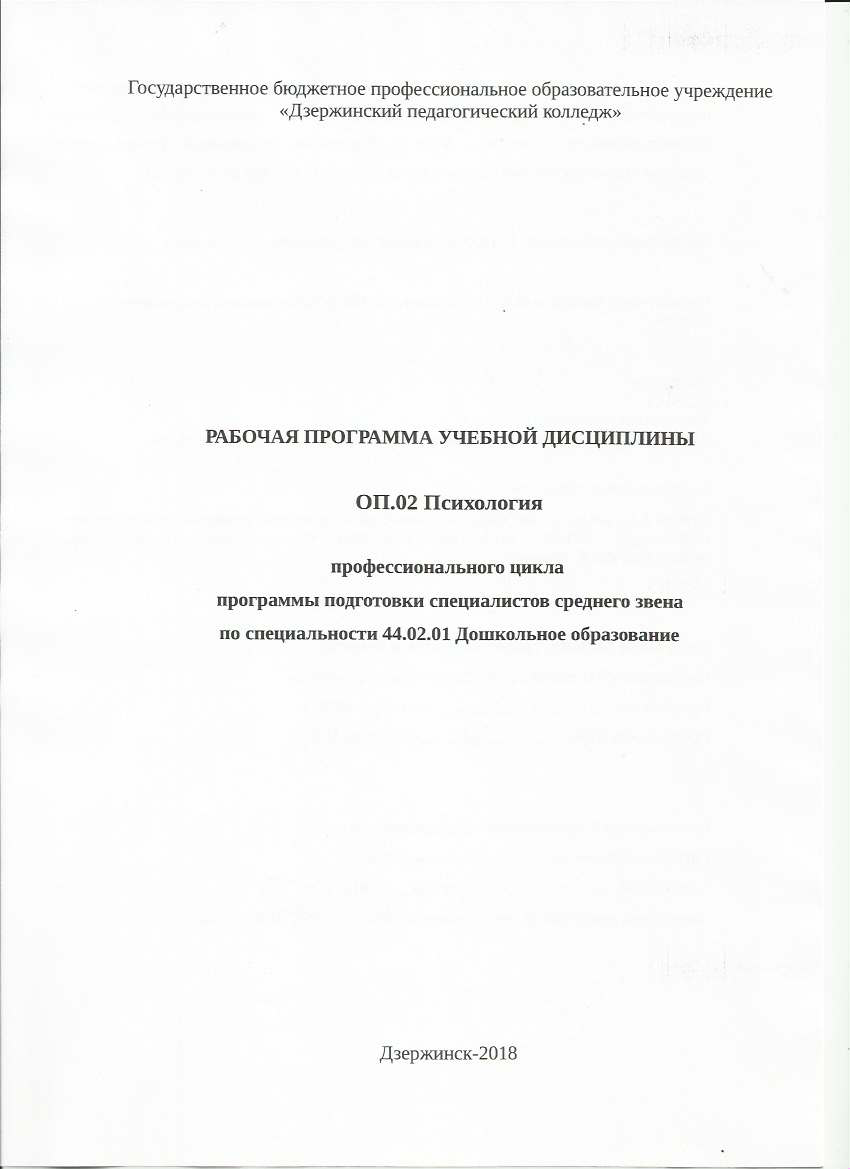 Государственное бюджетное профессиональное образовательное учреждение
«Дзержинский педагогический колледж»
РАБОЧАЯ ПРОГРАММА УЧЕБНОЙ ДИСЦИПЛИНЫ
ОП.02 Психология
профессионального цикла
программы подготовки специалистов среднего звена
по специальности 44.02.01 Дошкольное образование
Дзержинск-2018